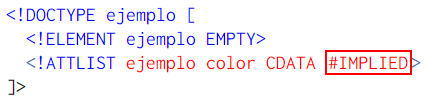 <!DOCTYPE ejemplo [
<!ELEMENT ejemplo EMPTY>
<!ATTLIST ejemplo color CDATA #IMPLIED>
]>